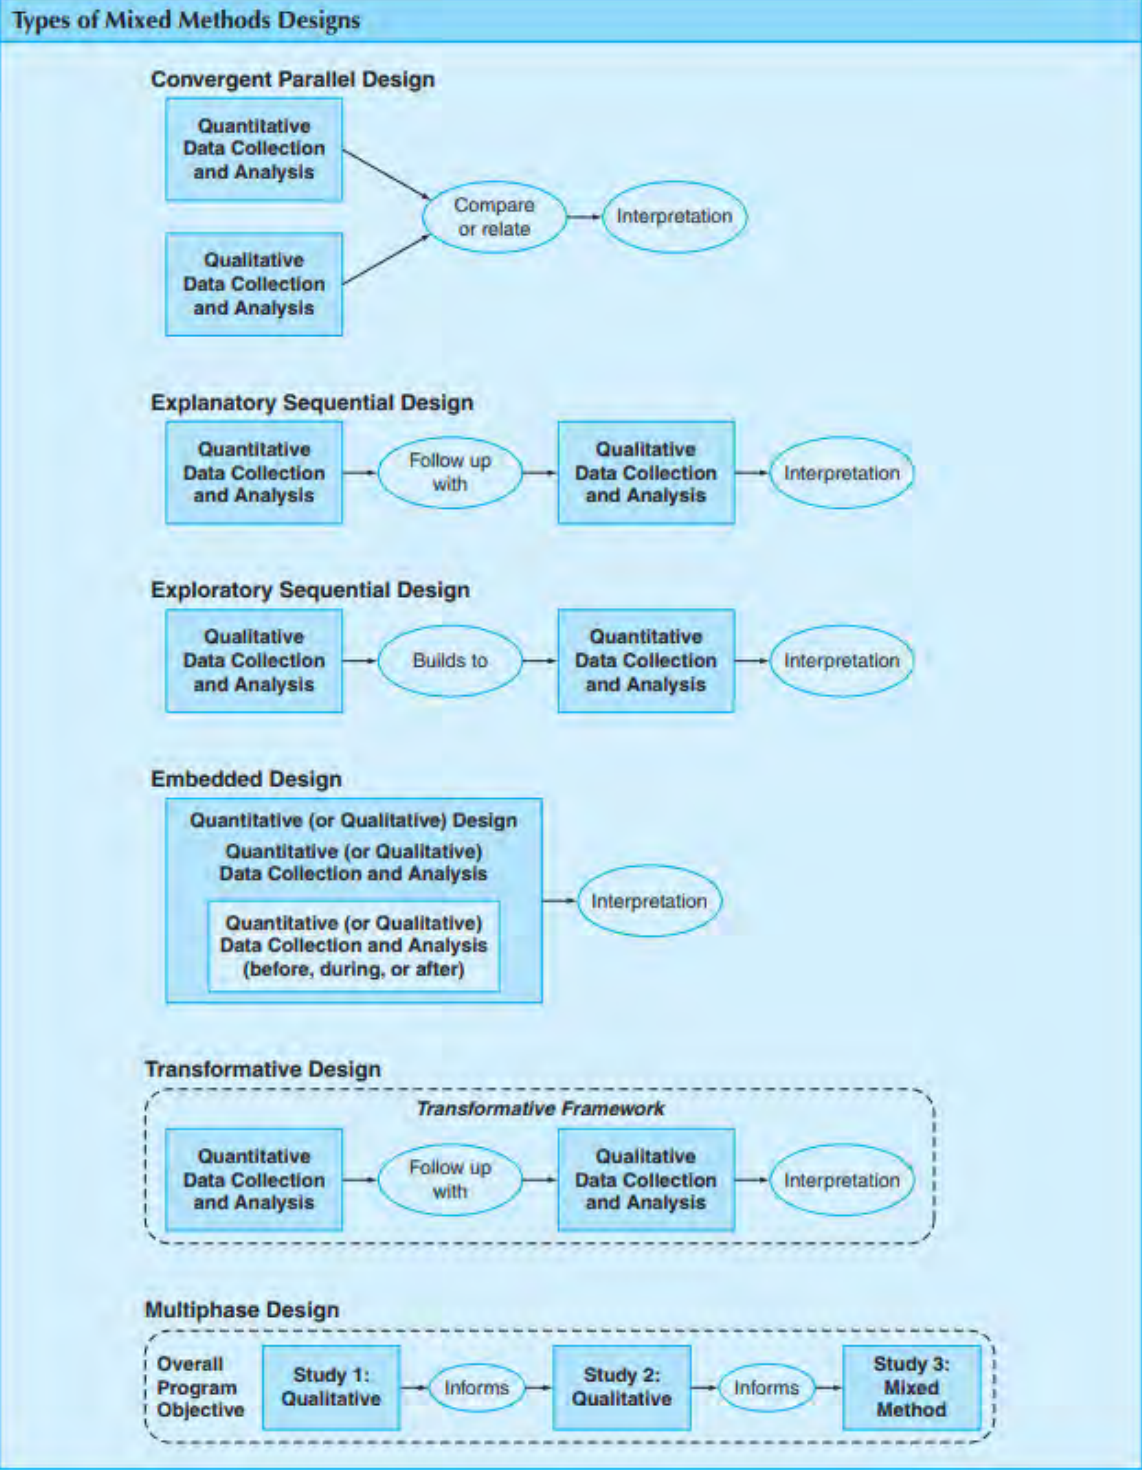 Types of Mixed Methods Designs
Convergent Parallel Design
Quantitative
Data Collection
and Analysis
Compare
or relate
Interpretation
Qualitative
Data Collection
and Analysis
Explanatory Sequential Design
Quantitative
Data Collection
and Analysis
Follow up
with
Qualitative
Data Collection
and Analysis
Interpretation
Exploratory Sequential Design
Qualitative
Data Collection
and Analysis
Builds to
Quantitative
Data Collection
and Analysis
Interpretation
Embedded Design
Quantitative (or Qualitative) Design
Quantitative (or Qualitative)
Data Collection and Analysis
Quantitative (or Qualitative)
Data Collection and Analysis
(before, during, or after)
Interpretation
Transformative Design
Transformative Framework
Quantitative
Data Collection
and Analysis
Follow up
with
Qualitative
Data Collection
and Analysis
Interpretation
Multiphase Design
Overall
Program
Objective
Study 1:
Qualitative
Informs
Study 2:
Qualitative
Informs
Study 3:
Mixed
Method